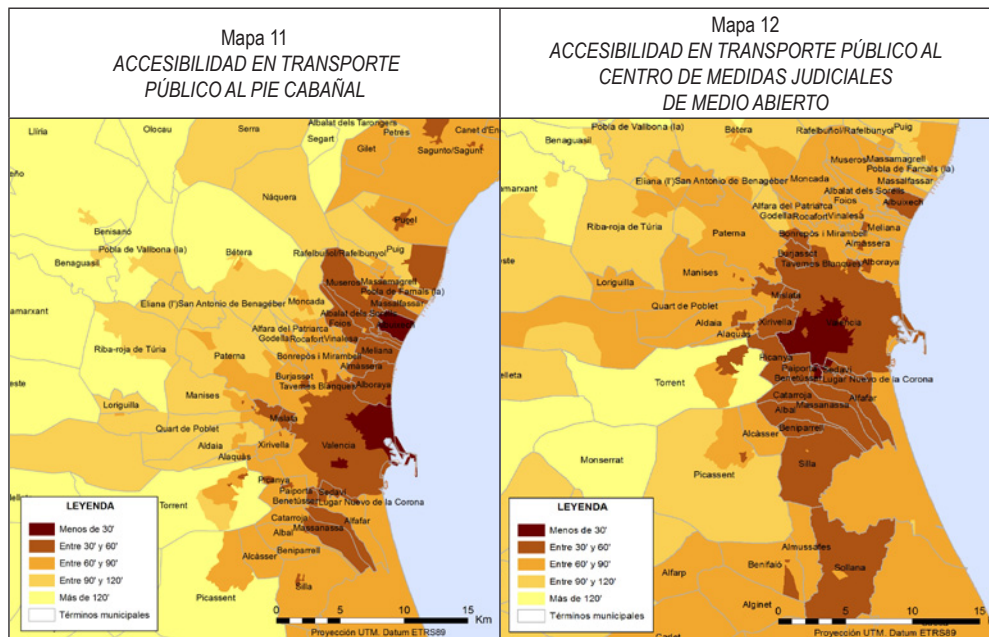 Mapa 11
ACCESIBILIDAD EN TRANSPORTE
PÚBLICO AL PIE CABAÑAL
Llíria
Olocau
Serra
Albalat dels Tarongers
Segart
Petrés
Gilet
Canet d'En
Sagunto/Sagunt
Náquera
Puçol
Benisanó
Pobla de Vallbona (la)
Benaguasil
Bétera
Rafelbuñol/Rafelbunyol
Puig
Museros
Massamagrell
Pobla de Farnals (la)
Massalfassar
amarxant
Eliana (l')
San Antonio de Benagéber
Moncada
Albalat dels Sorells
Albuixech
Alfara del Patriarca
Foios
Godella
Rocafort
Vinalesa
Meliana
Riba-roja de Túria
Paterna
Bonrepòs i Mirambell
Almàssera
Burjassot
Tavernes Blanques
Alboraya
este
Loriguilla
Manises
Mislata
Quart de Poblet
Aldaia
Xirivella
Valencia
Alaquàs
Picanya
Paiporta
Sedaví
Torrent
Benetússer
Lugar Nuevo de la Corona
Catarroja
Alfafar
Massanassa
Albal
Alcàsser
Beniparrell
Picassent
Silla
LEYENDA
Menos de 30'
Entre 30' y 60'
Entre 60' y 90'
Entre 90' y 120'
Más de 120'
Términos municipales
0 5 10 15
Km
Proyección UTM. Datum ETRS89
Mapa 12
ACCESIBILIDAD EN TRANSPORTE PÚBLICO AL
CENTRO DE MEDIDAS JUDICIALES
DE MEDIO ABIERTO
Pobla de Vallbona (la)
Bétera
Rafelbuñol/Rafelbunyol
Puig
Benaguasil
Museros
Massamagrell
Pobla de Farnals (la)
amarxant
Eliana (l')
San Antonio de Benagéber
Moncada
Massalfassar
Albalat dels Sorells
Albuixech
Alfara del Patriarca
Foios
Godella
Rocafort
Vinalesa
Meliana
Riba-roja de Túria
Paterna
Bonrepòs i Mirambell
Almàssera
Burjassot
Tavernes Blanques
Alboraya
este
Loriguilla
Manises
Mislata
Quart de Poblet
Aldaia
Xirivella
Valencia
Alaquàs
Picanya
Paiporta
Sedaví
elleta
Torrent
Benetússer
Lugar Nuevo de la Corona
Catarroja
Alfafar
Massanassa
Albal
Beniparrell
Alcàsser
Monserrat
Picassent
Silla
Almussafes
Benifaió
Sollana
Alfarp
Alginet
LEYENDA
Menos de 30'
Entre 30' y 60'
Entre 60' y 90'
Entre 90' y 120'
Más de 120'
Términos municipales
0 5 10 15
Km
Proyección UTM. Datum ETRS89